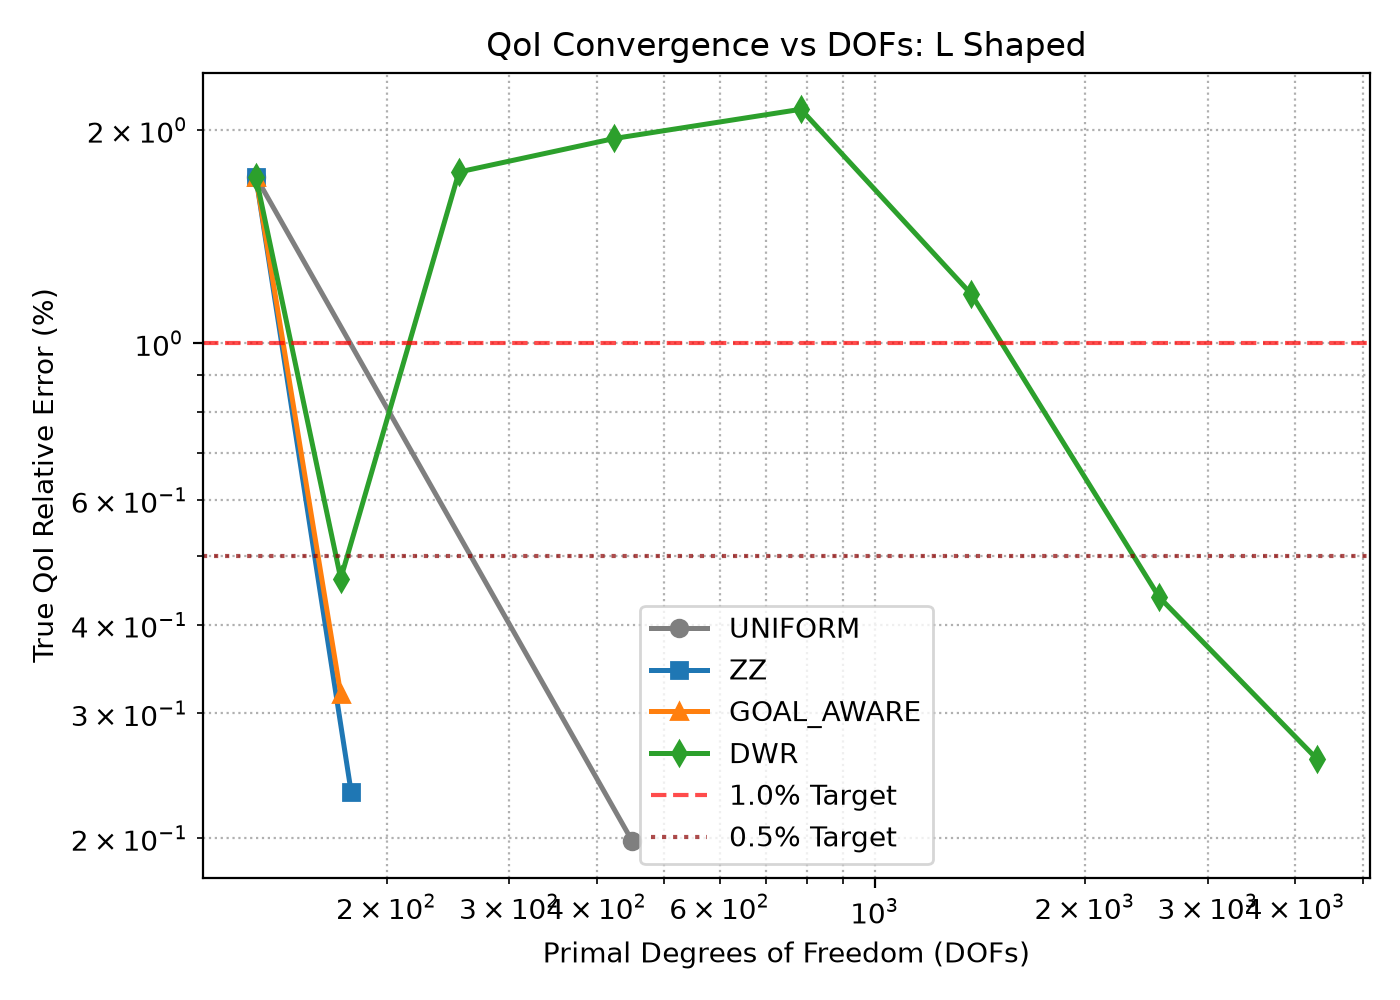 QoI Convergence vs DOFs: L Shaped
True QoI Relative Error (%)
2 × 10⁰
10⁰
6 × 10⁻¹
4 × 10⁻¹
3 × 10⁻¹
2 × 10⁻¹
UNIFORM
ZZ
GOAL_AWARE
DWR
1.0% Target
0.5% Target
2 × 10² 3 × 10² 4 × 10² 6 × 10² 10³ 2 × 10³ 3 × 10³ 4 × 10³
Primal Degrees of Freedom (DOFs)